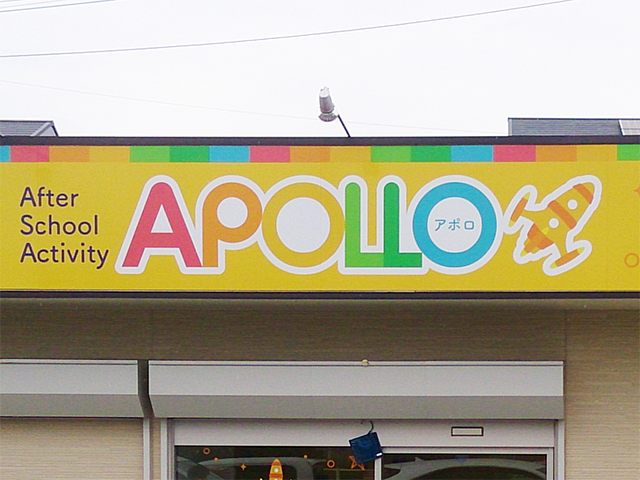 After
School
Activity
APOLLO
アポロ